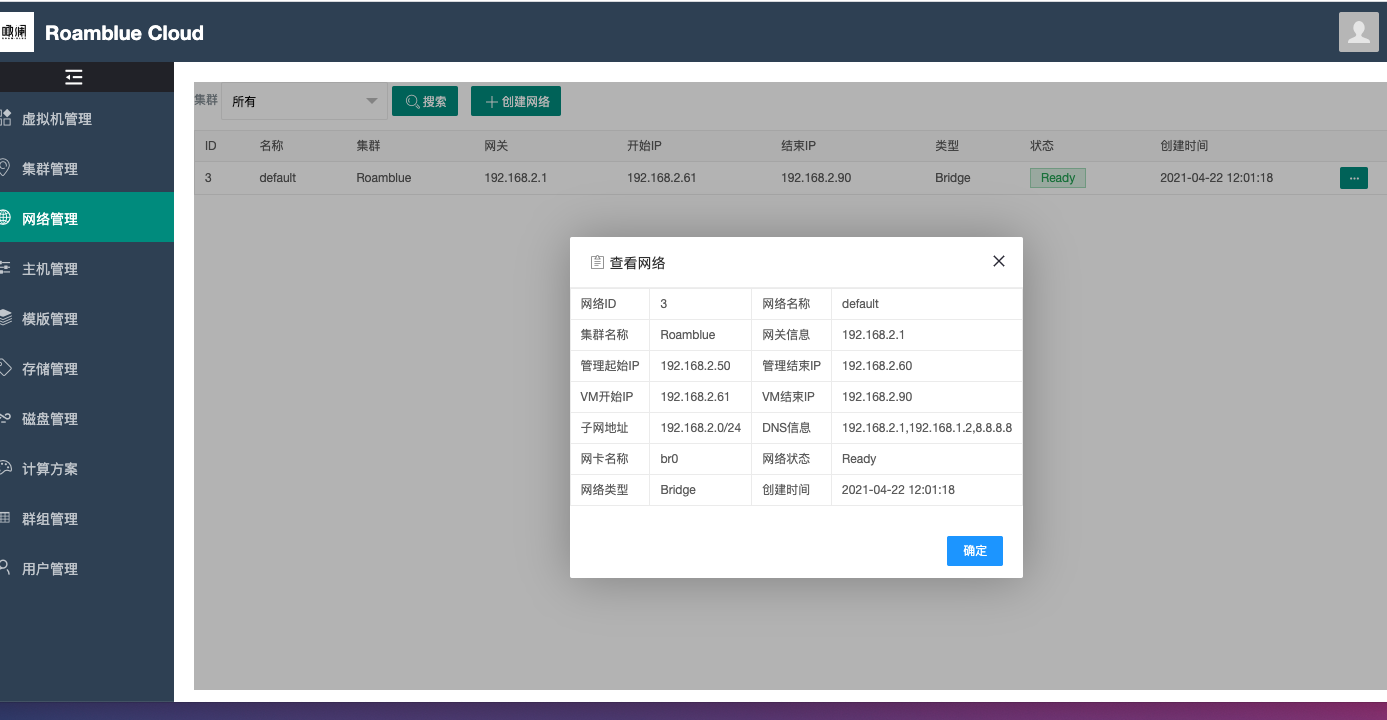 Roamblue Cloud
虚拟机管理
集群管理
网络管理
主机管理
模版管理
存储管理
磁盘管理
计算方案
群组管理
用户管理
集群 所有 搜索 创建网络
ID 名称 集群 网关 开始IP 结束IP 类型 状态 创建时间
3 default Roamblue 192.168.2.1 192.168.2.61 192.168.2.90 Bridge Ready 2021-04-22 12:01:18 ...
查看网络
网络ID 3 网络名称 default
集群名称 Roamblue 网关信息 192.168.2.1
管理起始IP 192.168.2.50 管理结束IP 192.168.2.60
VM开始IP 192.168.2.61 VM结束IP 192.168.2.90
子网地址 192.168.2.0/24 DNS信息 192.168.2.1,192.168.1.2,8.8.8.8
网卡名称 br0 网络状态 Ready
网络类型 Bridge 创建时间 2021-04-22 12:01:18
确定